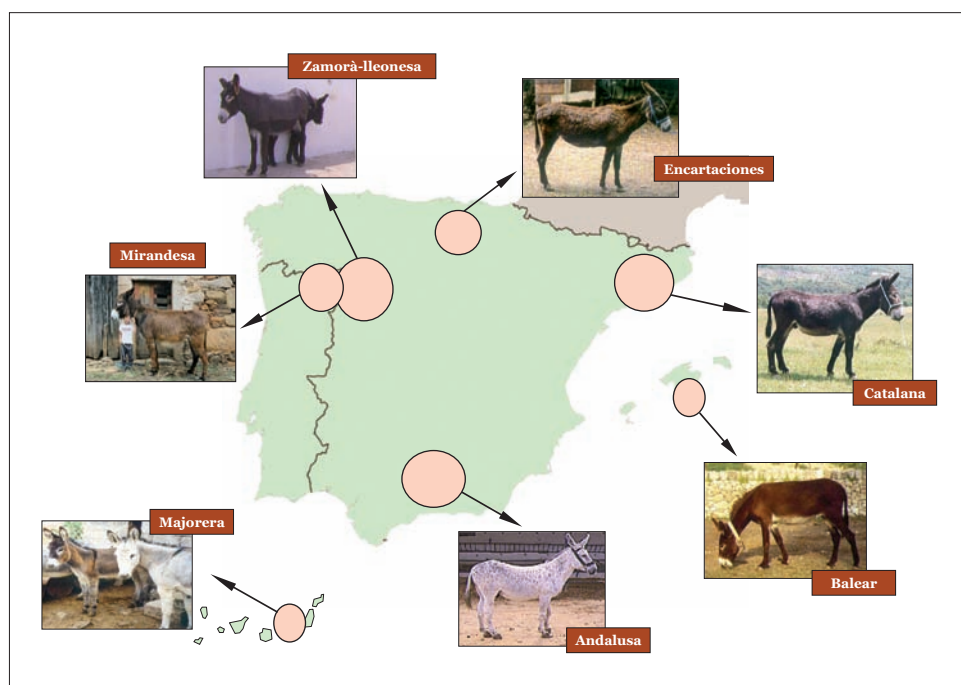 Zamorà-lleonesa
Encartaciones
Mirandesa
Catalana
Majorera
Balear
Andalusa